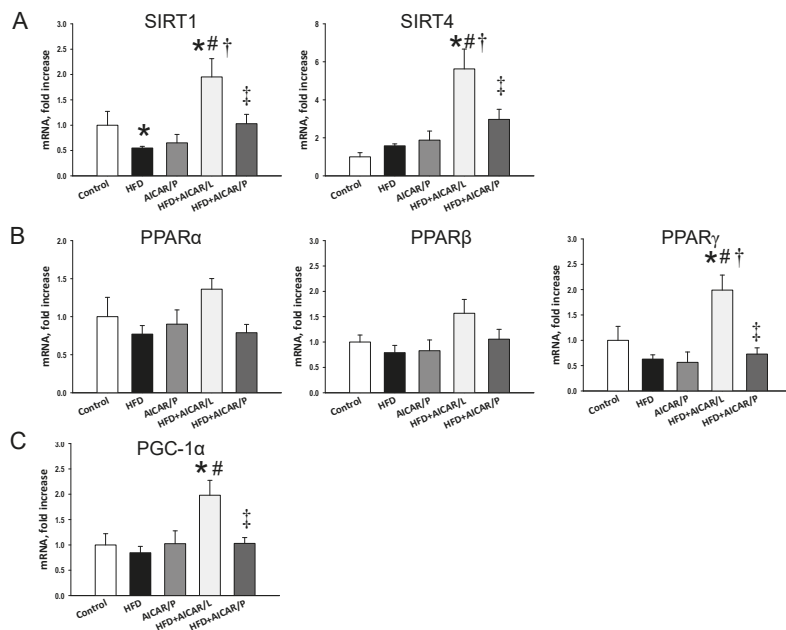 A
SIRT1
mRNA, fold increase
3.0
2.5
2.0
1.5
1.0
0.5
0.0
*
*# †
‡
Control
HFD
AICAR/P
HFD+AICAR/L
HFD+AICAR/P
SIRT4
mRNA, fold increase
8
6
4
2
0
*# †
‡
Control
HFD
AICAR/P
HFD+AICAR/L
HFD+AICAR/P
B
PPARα
mRNA, fold increase
2.0
1.5
1.0
0.5
0.0
Control
HFD
AICAR/P
HFD+AICAR/L
HFD+AICAR/P
PPARβ
mRNA, fold increase
3.0
2.5
2.0
1.5
1.0
0.5
0.0
Control
HFD
AICAR/P
HFD+AICAR/L
HFD+AICAR/P
PPARγ
mRNA, fold increase
3.0
2.5
2.0
1.5
1.0
0.5
0.0
*# †
‡
Control
HFD
AICAR/P
HFD+AICAR/L
HFD+AICAR/P
C
PGC-1α
mRNA, fold increase
3.0
2.5
2.0
1.5
1.0
0.5
0.0
*#
‡
Control
HFD
AICAR/P
HFD+AICAR/L
HFD+AICAR/P